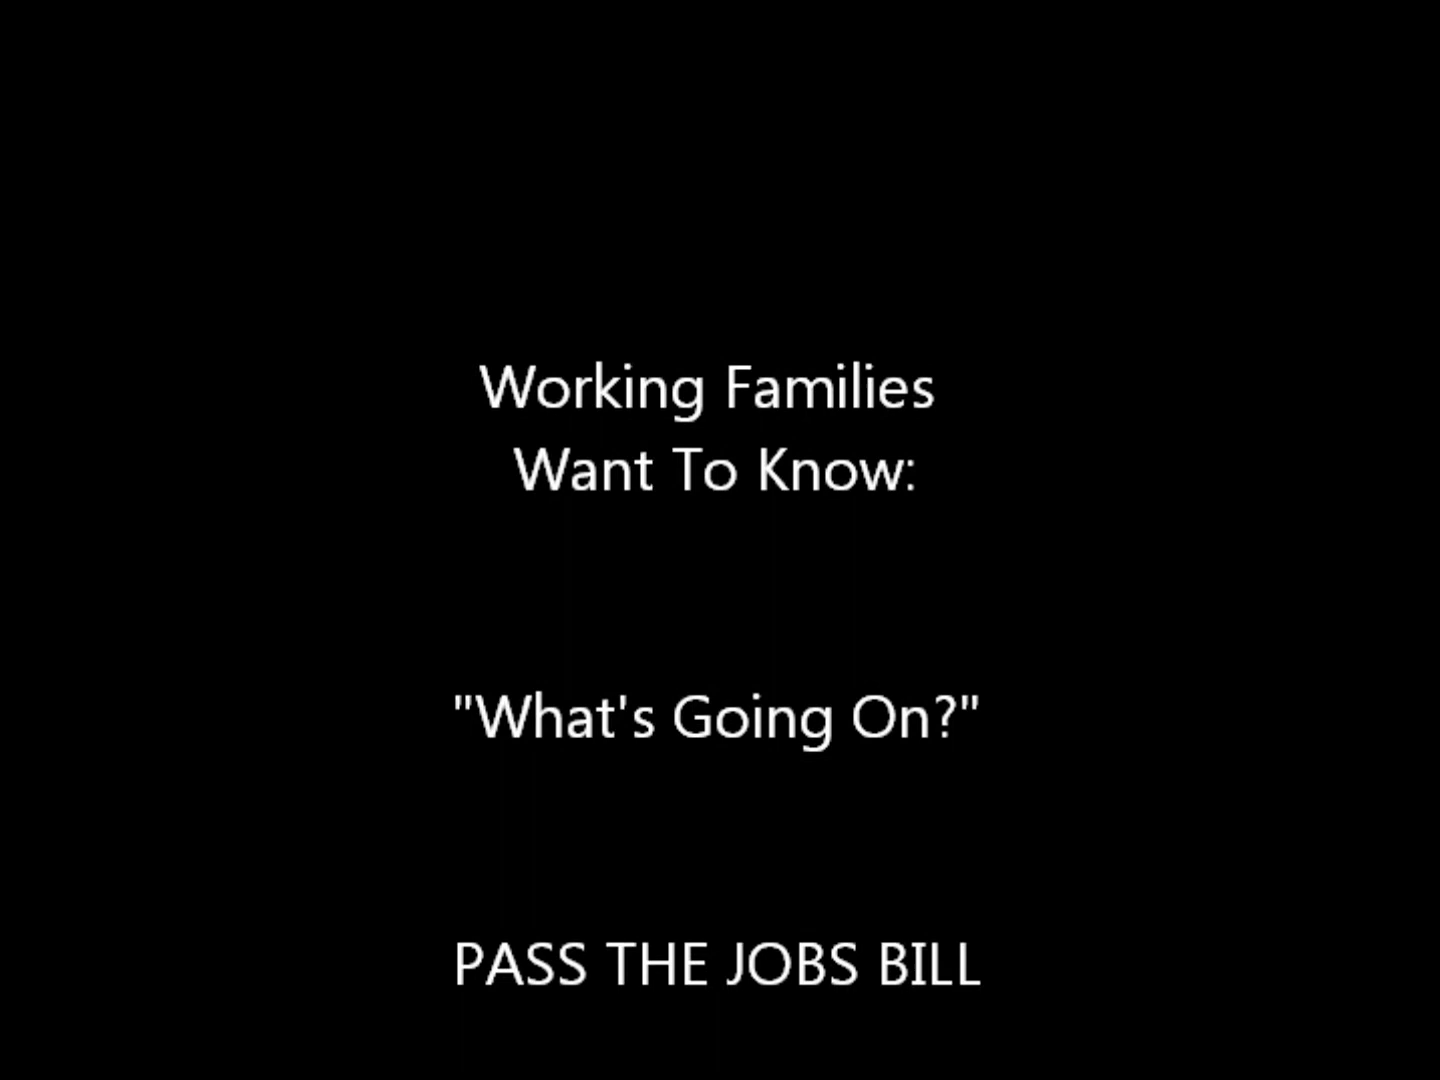 Working Families
Want To Know:
"What's Going On?"
PASS THE JOBS BILL